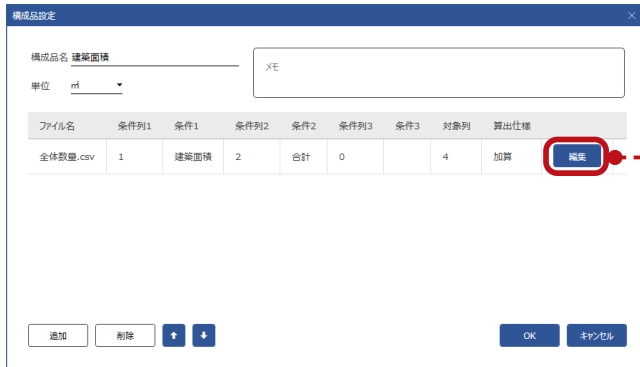 構成品設定
構成品名 建築面積
メモ
単位 ㎡
ファイル名 条件列1 条件1 条件列2 条件2 条件列3 条件3 対象列 算出仕様
全体数量.csv 1 建築面積 2 合計 0 4 加算 編集
追加 削除 OK キャンセル